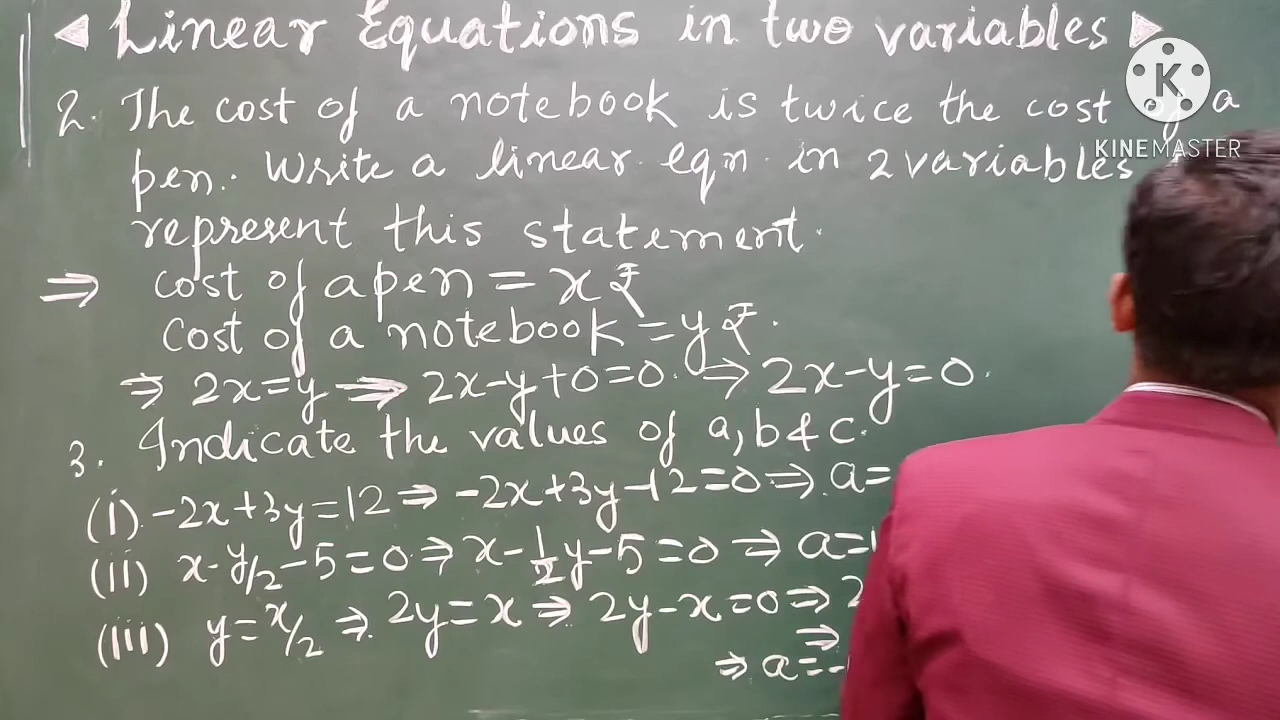 Linear Equations in two variables
2. The cost of a notebook is twice the cost of a
pen. Write a linear eqn. in 2 variables
represent this statement.
⇒ cost of a pen = x ₹
cost of a notebook = y ₹.
⇒ 2x=y ⇒ 2x-y+0=0. ⇒ 2x-y=0.
3. Indicate the values of a, b & c.
(i) -2x+3y=12 ⇒ -2x+3y-12=0 ⇒ a=
(ii) x-y/2-5=0 ⇒ x-1/2y-5=0 ⇒ a=1
(iii) y=x/2 ⇒ 2y=x ⇒ 2y-x=0 ⇒ 2
⇒
⇒ a=-
K
KINEMASTER